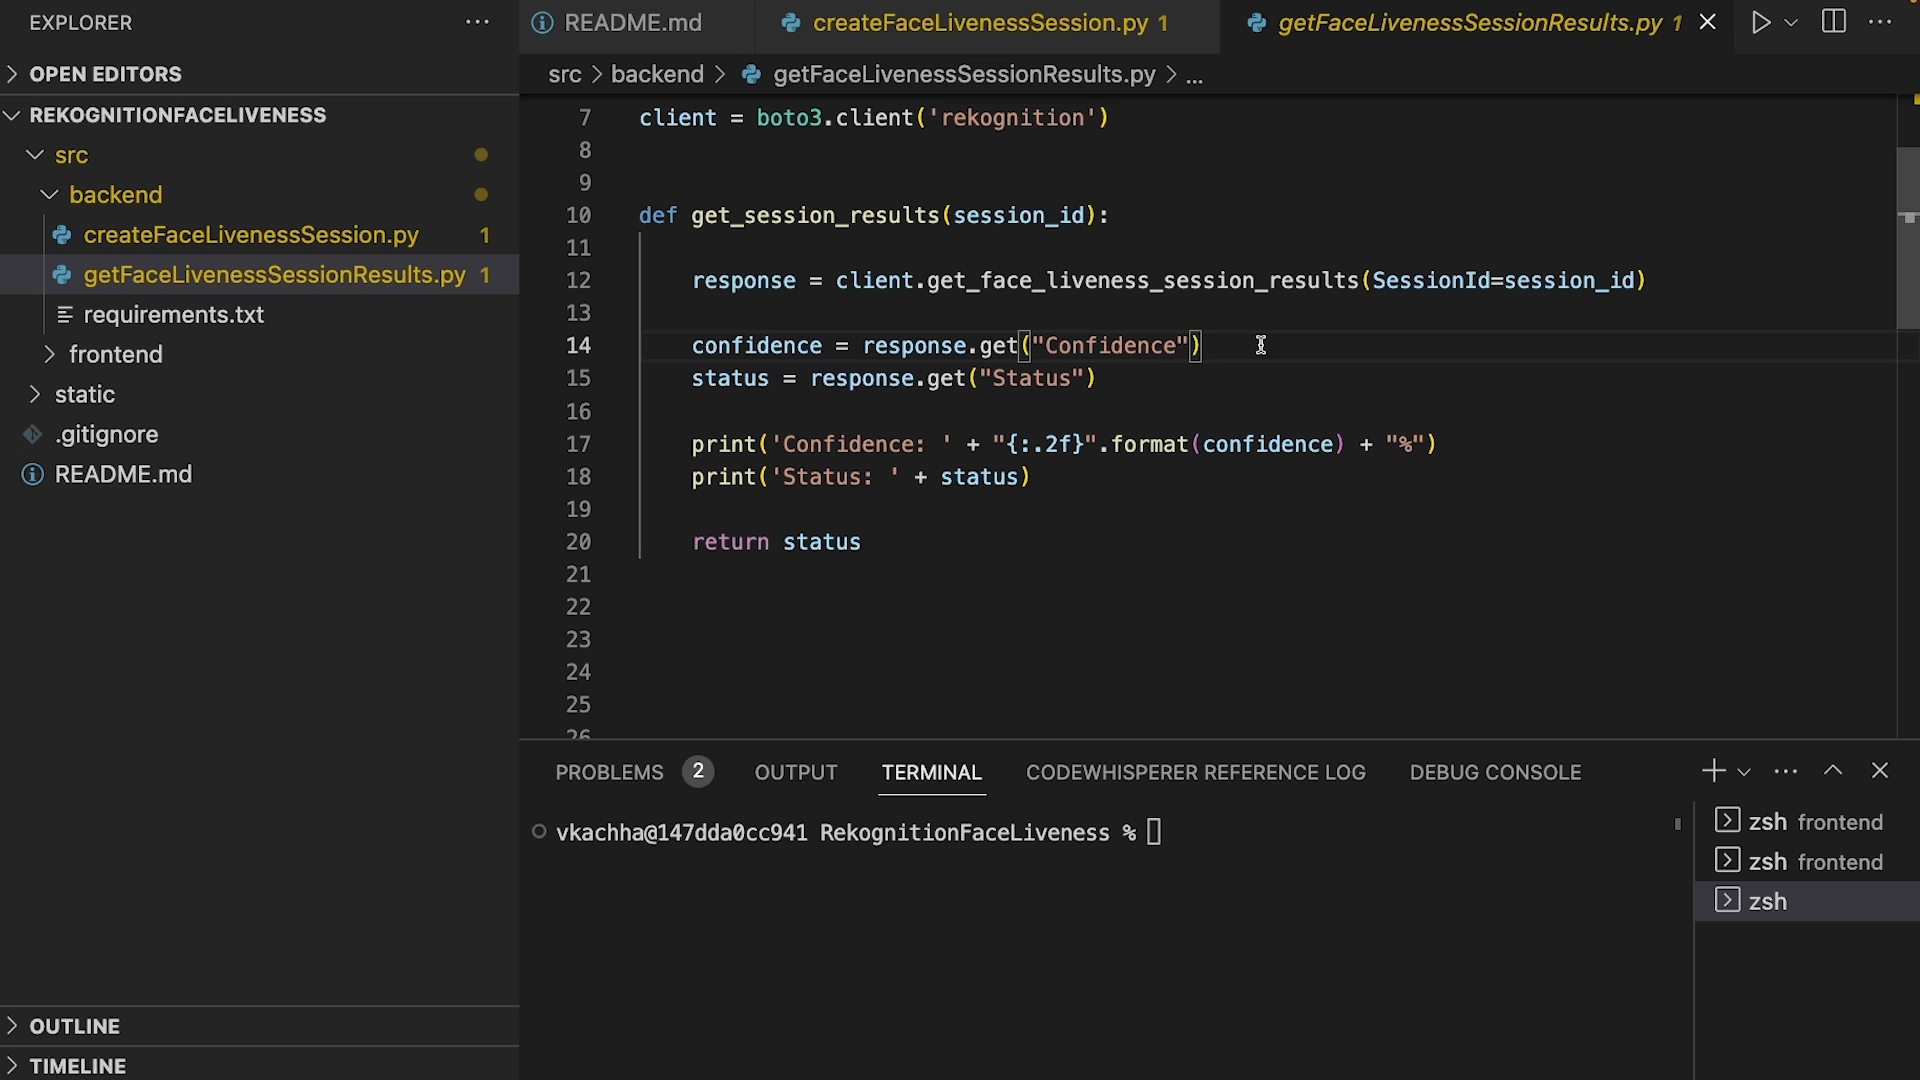 EXPLORER
OPEN EDITORS
REKOGNITIONFACELIVENESS
src
backend
createFaceLivenessSession.py 1
getFaceLivenessSessionResults.py 1
requirements.txt
frontend
static
.gitignore
README.md
OUTLINE
TIMELINE
README.md
createFaceLivenessSession.py 1
getFaceLivenessSessionResults.py 1
src > backend > getFaceLivenessSessionResults.py > ...
7 client = boto3.client('rekognition')
8
9
10 def get_session_results(session_id):
11
12 response = client.get_face_liveness_session_results(SessionId=session_id)
13
14 confidence = response.get("Confidence")
15 status = response.get("Status")
16
17 print('Confidence: ' + "{:.2f}".format(confidence) + "%")
18 print('Status: ' + status)
19
20 return status
21
22
23
24
25
26
PROBLEMS 2 OUTPUT TERMINAL CODEWHISPERER REFERENCE LOG DEBUG CONSOLE
vkachha@147dda0cc941 RekognitionFaceLiveness %
zsh frontend
zsh frontend
zsh